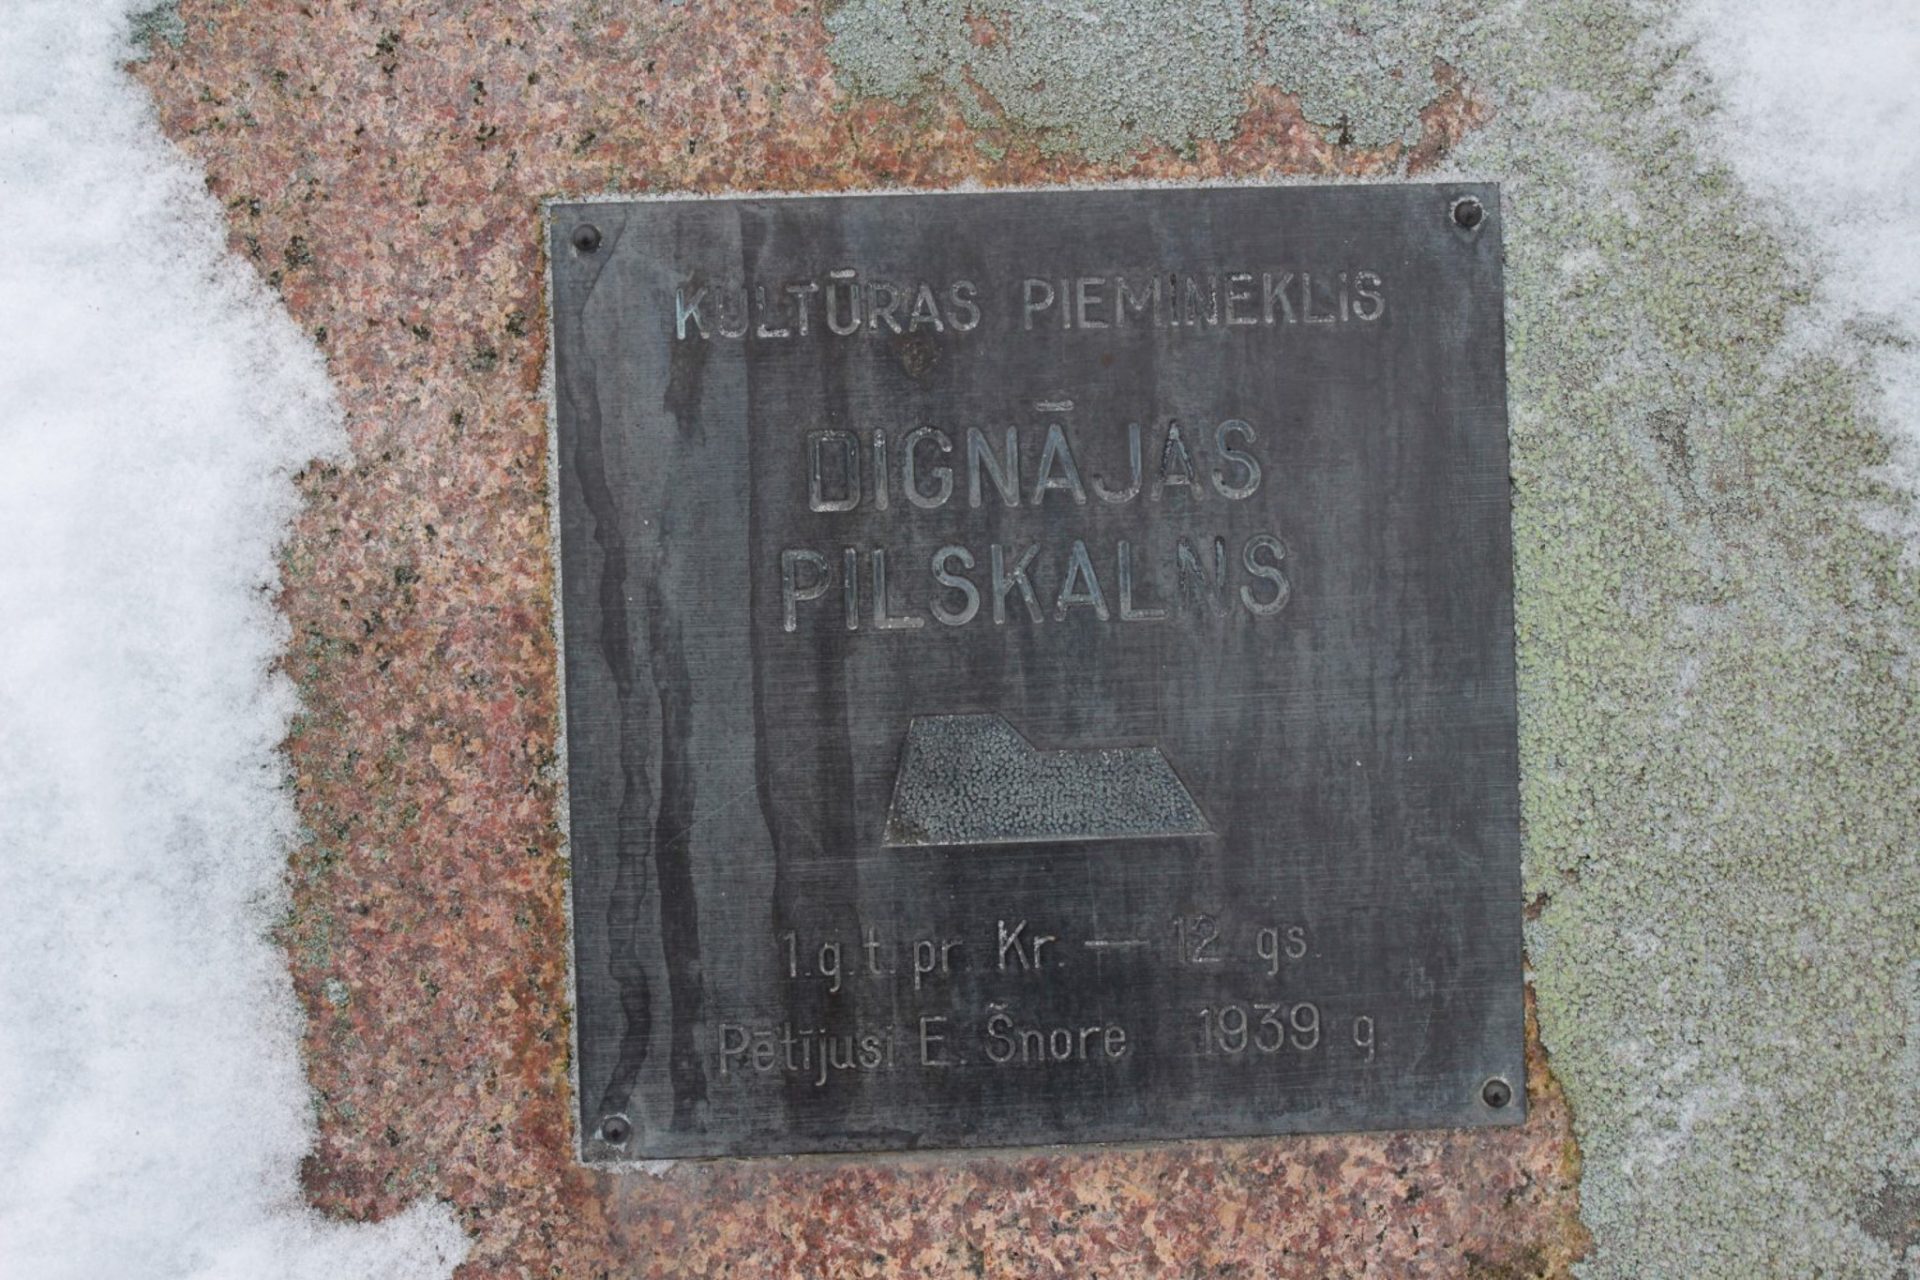 KULTŪRAS PIEMINEKLIS
DIGNĀJAS
PILSKALNS
1.g.t. pr. Kr. — 12. gs.
Pētījusi E. Šnore 1939 g.